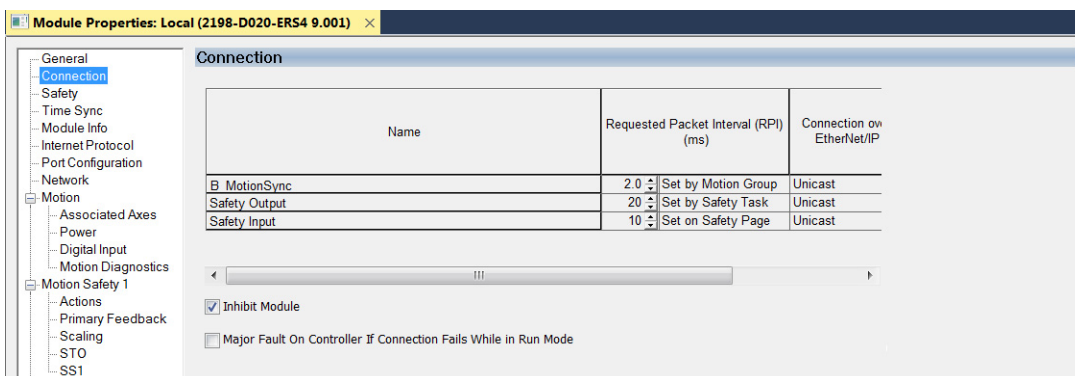 Module Properties: Local (2198-D020-ERS4 9.001)
General
Connection
Safety
Time Sync
Module Info
Internet Protocol
Port Configuration
Network
Motion
Associated Axes
Power
Digital Input
Motion Diagnostics
Motion Safety 1
Actions
Primary Feedback
Scaling
STO
SS1
Connection
Name
Requested Packet Interval (RPI)
(ms)
Connection
EtherNet/IP
B_MotionSync 2.0 Set by Motion Group Unicast
Safety Output 20 Set by Safety Task Unicast
Safety Input 10 Set on Safety Page Unicast
Inhibit Module
Major Fault On Controller If Connection Fails While in Run Mode